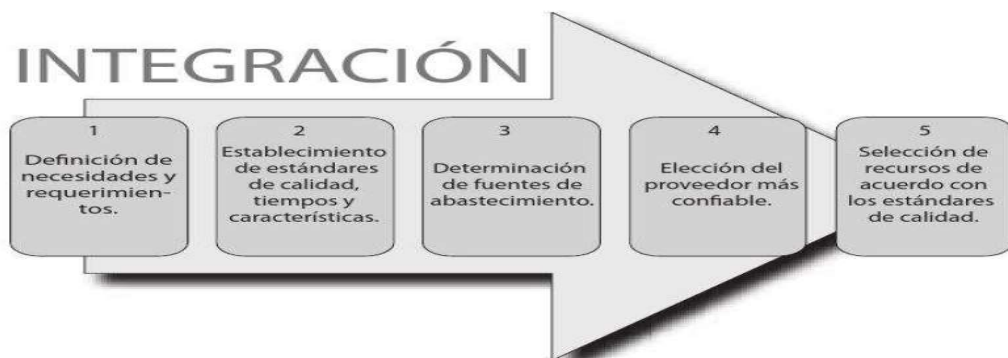 INTEGRACIÓN
1
Definición de
necesidades y
requerimien-
tos.
2
Establecimiento
de estándares
de calidad,
tiempos y
características.
3
Determinación
de fuentes de
abastecimiento.
4
Elección del
proveedor más
confiable.
5
Selección de
recursos de
acuerdo con
los estándares
de calidad.